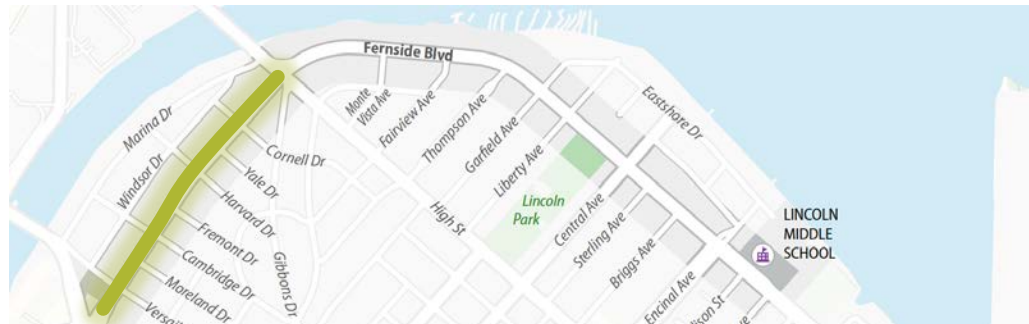 Fernside Blvd
Marina Dr
Windsor Dr
Cornell Dr
Yale Dr
Harvard Dr
Fremont Dr
Cambridge Dr
Moreland Dr
Gibbons Dr
High St
Monte
Vista Ave
Fairview Ave
Thompson Ave
Garfield Ave
Liberty Ave
Lincoln
Park
Eastshare Dr
Central Ave
Sterling Ave
Briggs Ave
Encinal Ave
LINCOLN
MIDDLE
SCHOOL